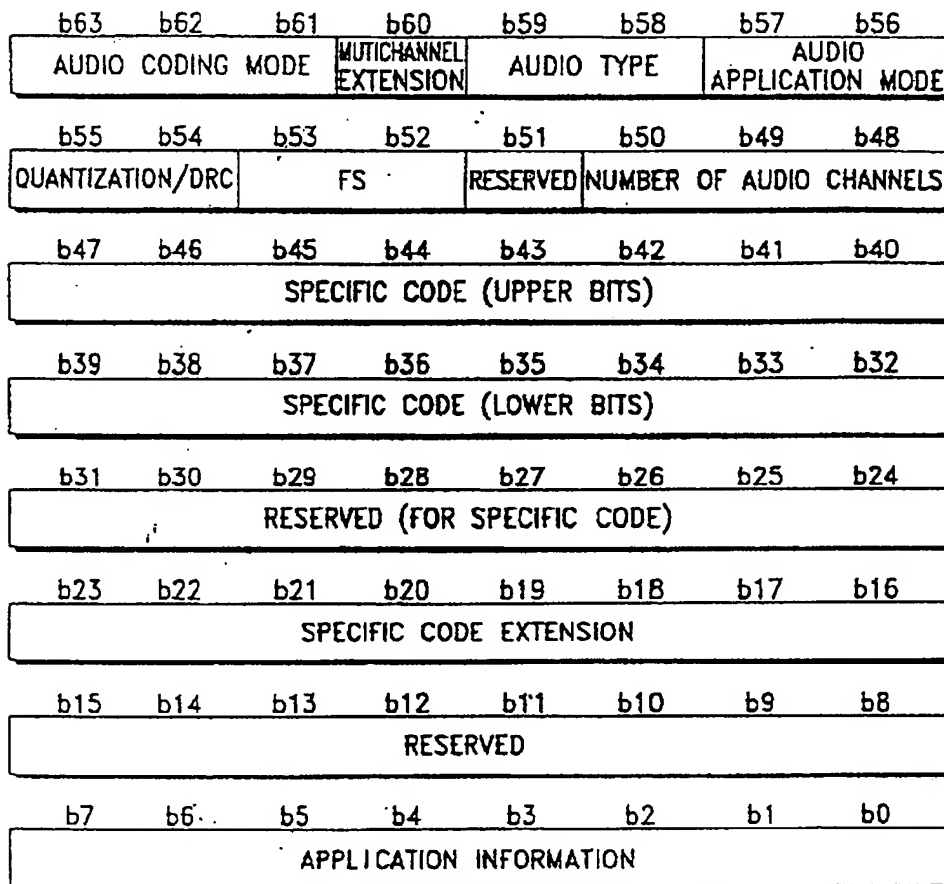 b63 b62 b61 b60 b59 b58 b57 b56
AUDIO CODING MODE MUTICHANNEL EXTENSION AUDIO TYPE AUDIO APPLICATION MODE
b55 b54 b53 b52 b51 b50 b49 b48
QUANTIZATION/DRC FS RESERVED NUMBER OF AUDIO CHANNELS
b47 b46 b45 b44 b43 b42 b41 b40
SPECIFIC CODE (UPPER BITS)
b39 b38 b37 b36 b35 b34 b33 b32
SPECIFIC CODE (LOWER BITS)
b31 b30 b29 b28 b27 b26 b25 b24
RESERVED (FOR SPECIFIC CODE)
b23 b22 b21 b20 b19 b18 b17 b16
SPECIFIC CODE EXTENSION
b15 b14 b13 b12 b11 b10 b9 b8
RESERVED
b7 b6 b5 b4 b3 b2 b1 b0
APPLICATION INFORMATION